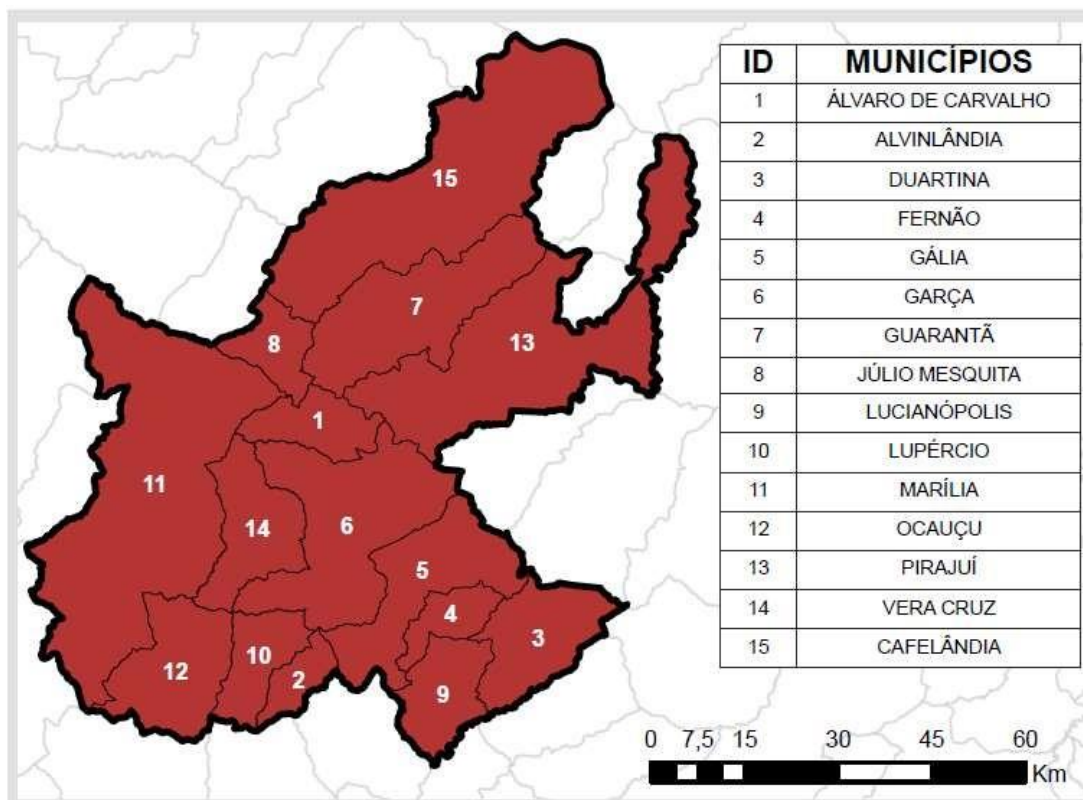 ID MUNICÍPIOS
1 ÁLVARO DE CARVALHO
2 ALVINLÂNDIA
3 DUARTINA
4 FERNÃO
5 GÁLIA
6 GARÇA
7 GUARANTÃ
8 JÚLIO MESQUITA
9 LUCIANÓPOLIS
10 LUPÉRCIO
11 MARÍLIA
12 OCAUÇU
13 PIRAJUÍ
14 VERA CRUZ
15 CAFELÂNDIA
15
7
8
13
1
11
14
6
5
4
3
10
12
2
9
0 7,5 15 30 45 60
Km